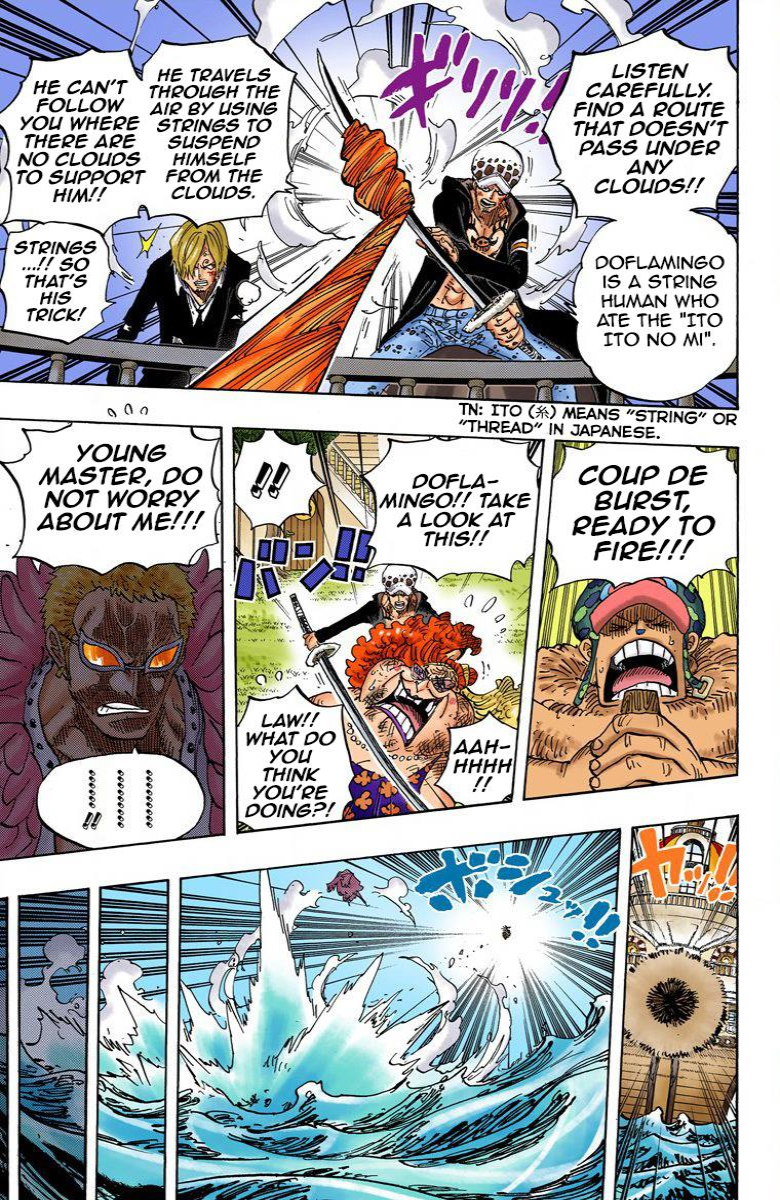 LISTEN
CAREFULLY.
FIND A ROUTE
THAT DOESN'T
PASS UNDER
ANY
CLOUDS!!
DOFLAMINGO
IS A STRING
HUMAN WHO
ATE THE "ITO
ITO NO MI".
ギリリ!!
HE TRAVELS
THROUGH THE
AIR BY USING
STRINGS TO
SUSPEND
HIMSELF
FROM THE
CLOUDS.
HE CAN'T
FOLLOW
YOU WHERE
THERE ARE
NO CLOUDS
TO SUPPORT
HIM!!
STRINGS
...!! SO
THAT'S
HIS
TRICK!
TN: ITO (糸) MEANS "STRING" OR
"THREAD" IN JAPANESE.
COUP DE
BURST,
READY TO
FIRE!!!
DOFLA-
MINGO!! TAKE
A LOOK AT
THIS!!
!!
バン!!
AAH-
HHHH
!!
LAW!!
WHAT DO
YOU
THINK
YOU'RE
DOING?!
YOUNG
MASTER, DO
NOT WORRY
ABOUT ME!!!
.................. !!
カッ!!
ボシュッ!!